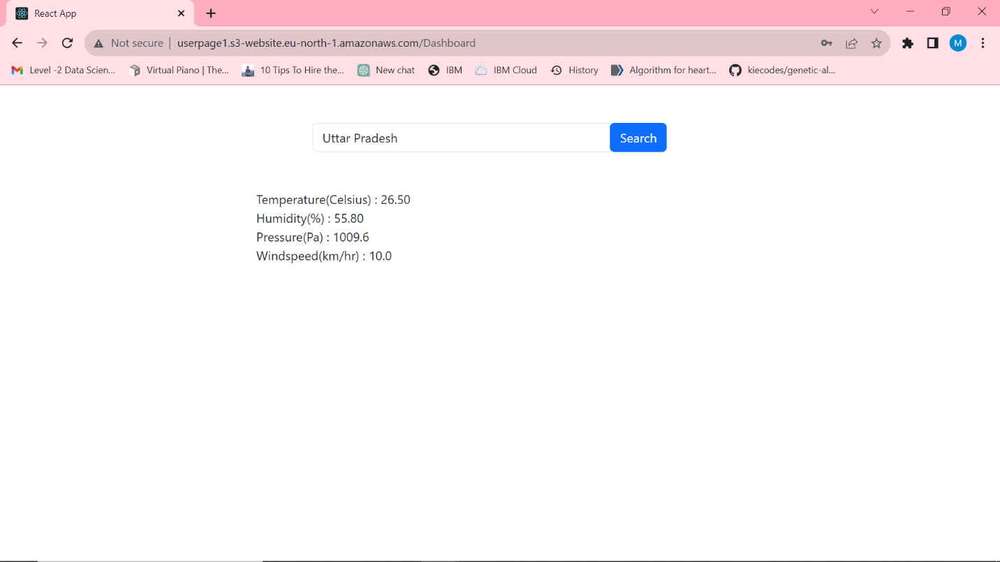 React App
Not secure | userpage1.s3-website.eu-north-1.amazonaws.com/Dashboard
M
Level -2 Data Scien... Virtual Piano | The... 10 Tips To Hire the... New chat IBM IBM Cloud History Algorithm for heart... kiecodes/genetic-al...
Uttar Pradesh Search
Temperature(Celsius) : 26.50
Humidity(%) : 55.80
Pressure(Pa) : 1009.6
Windspeed(km/hr) : 10.0